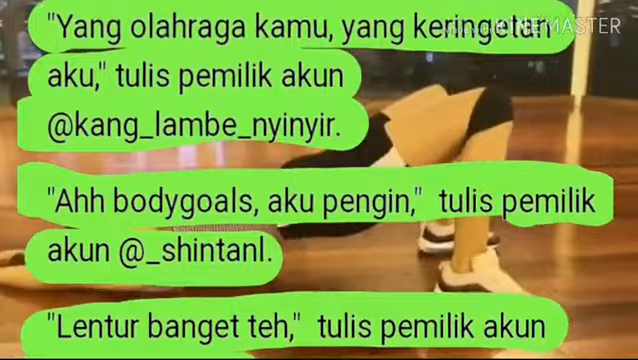 "Yang olahraga kamu, yang keringetan
aku," tulis pemilik akun
@kang_lambe_nyinyir.
"Ahh bodygoals, aku pengin," tulis pemilik
akun @_shintanl.
"Lentur banget teh," tulis pemilik akun